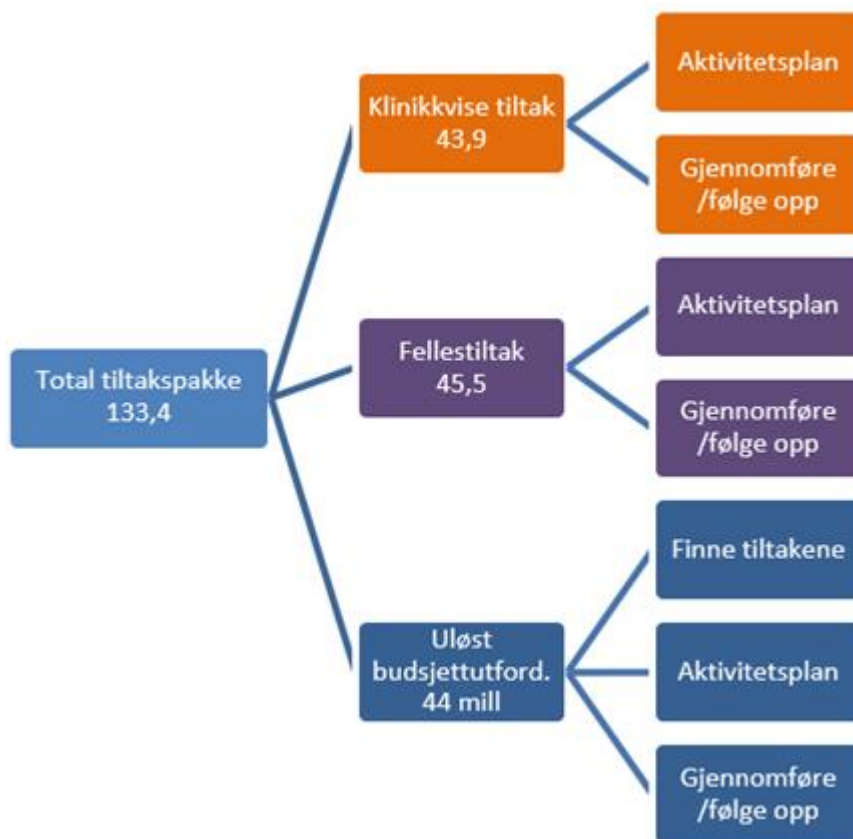 Total tiltakspakke
133,4
Klinikkvise tiltak
43,9
Aktivitetsplan
Gjennomføre
/følge opp
Fellestiltak
45,5
Aktivitetsplan
Gjennomføre
/følge opp
Uløst
budsjettutford.
44 mill
Finne tiltakene
Aktivitetsplan
Gjennomføre
/følge opp